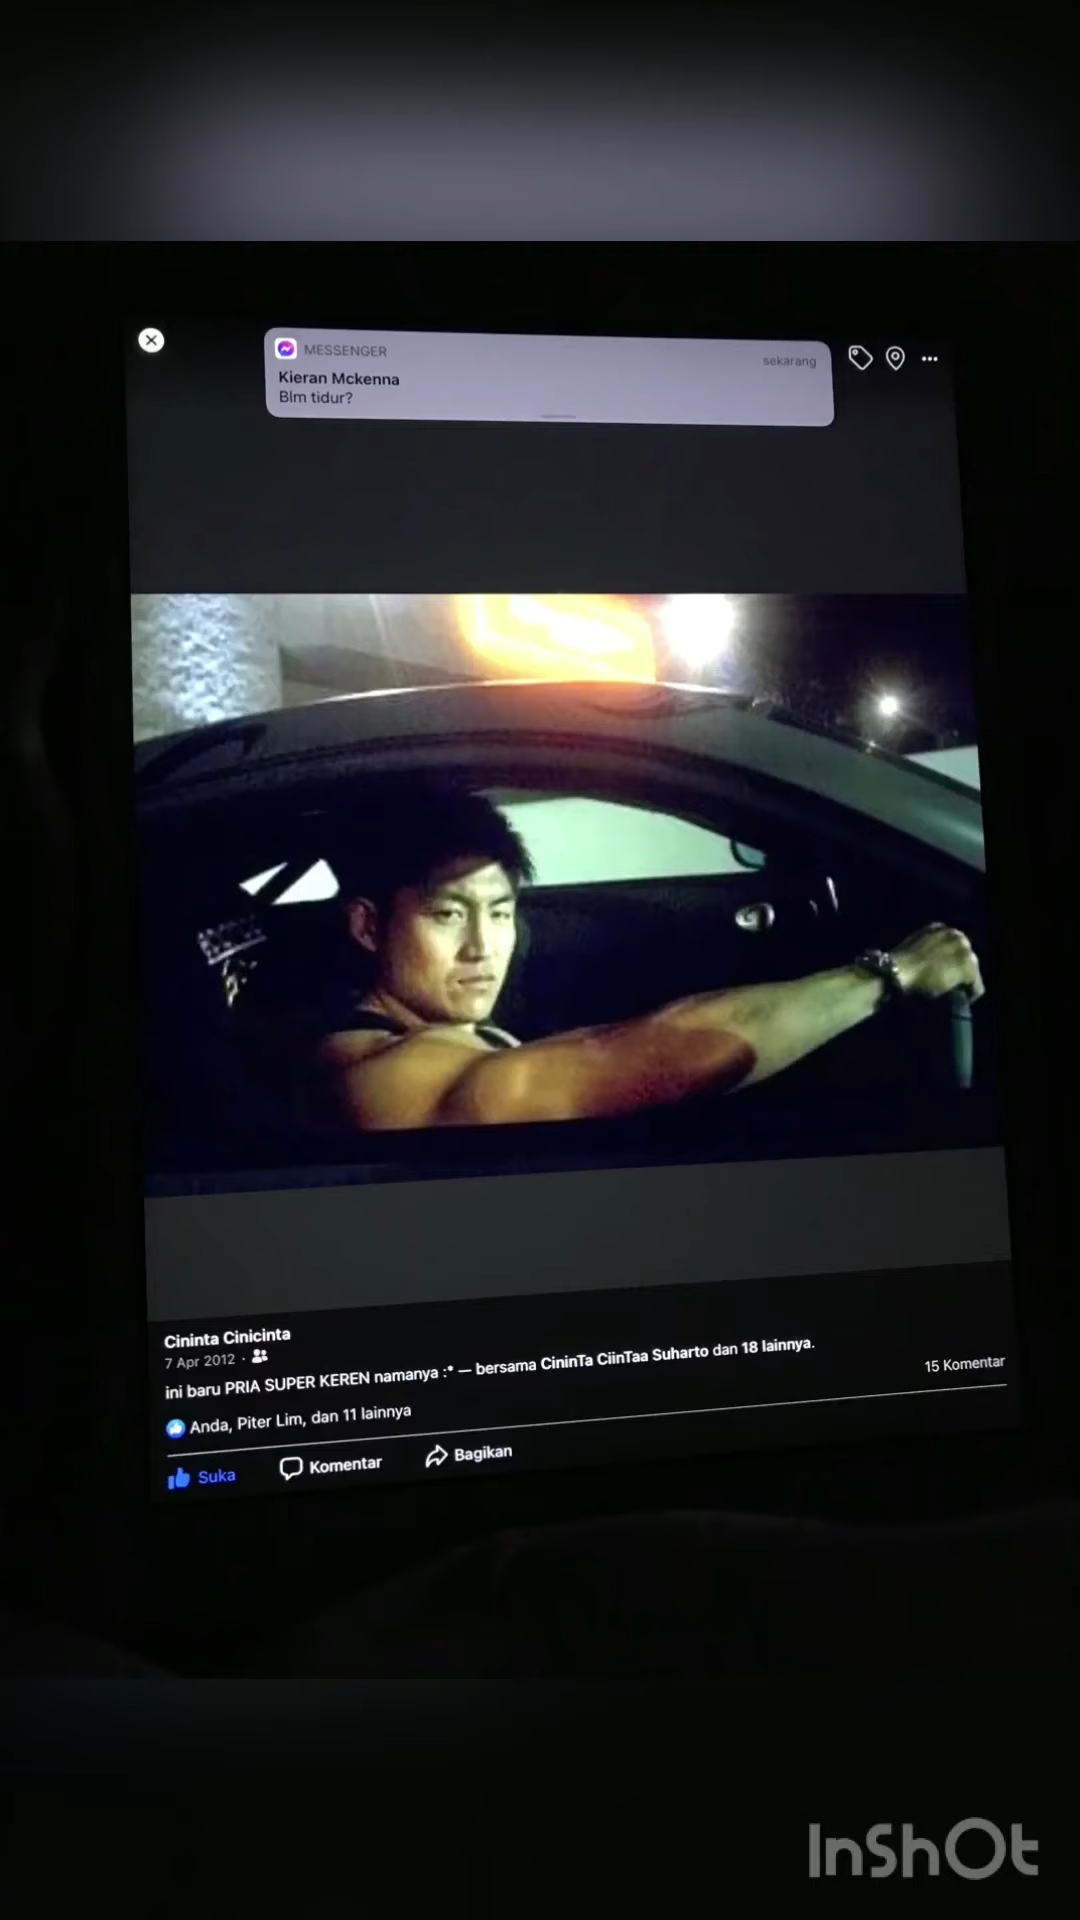 MESSENGER
sekarang
Kieran Mckenna
Blm tidur?
Cininta Cinicinta
7 Apr 2012 ·
ini baru PRIA SUPER KEREN namanya :* — bersama CininTa CiinTaa Suharto dan 18 lainnya.
15 Komentar
Anda, Piter Lim, dan 11 lainnya
Suka
Komentar
Bagikan
InShOt